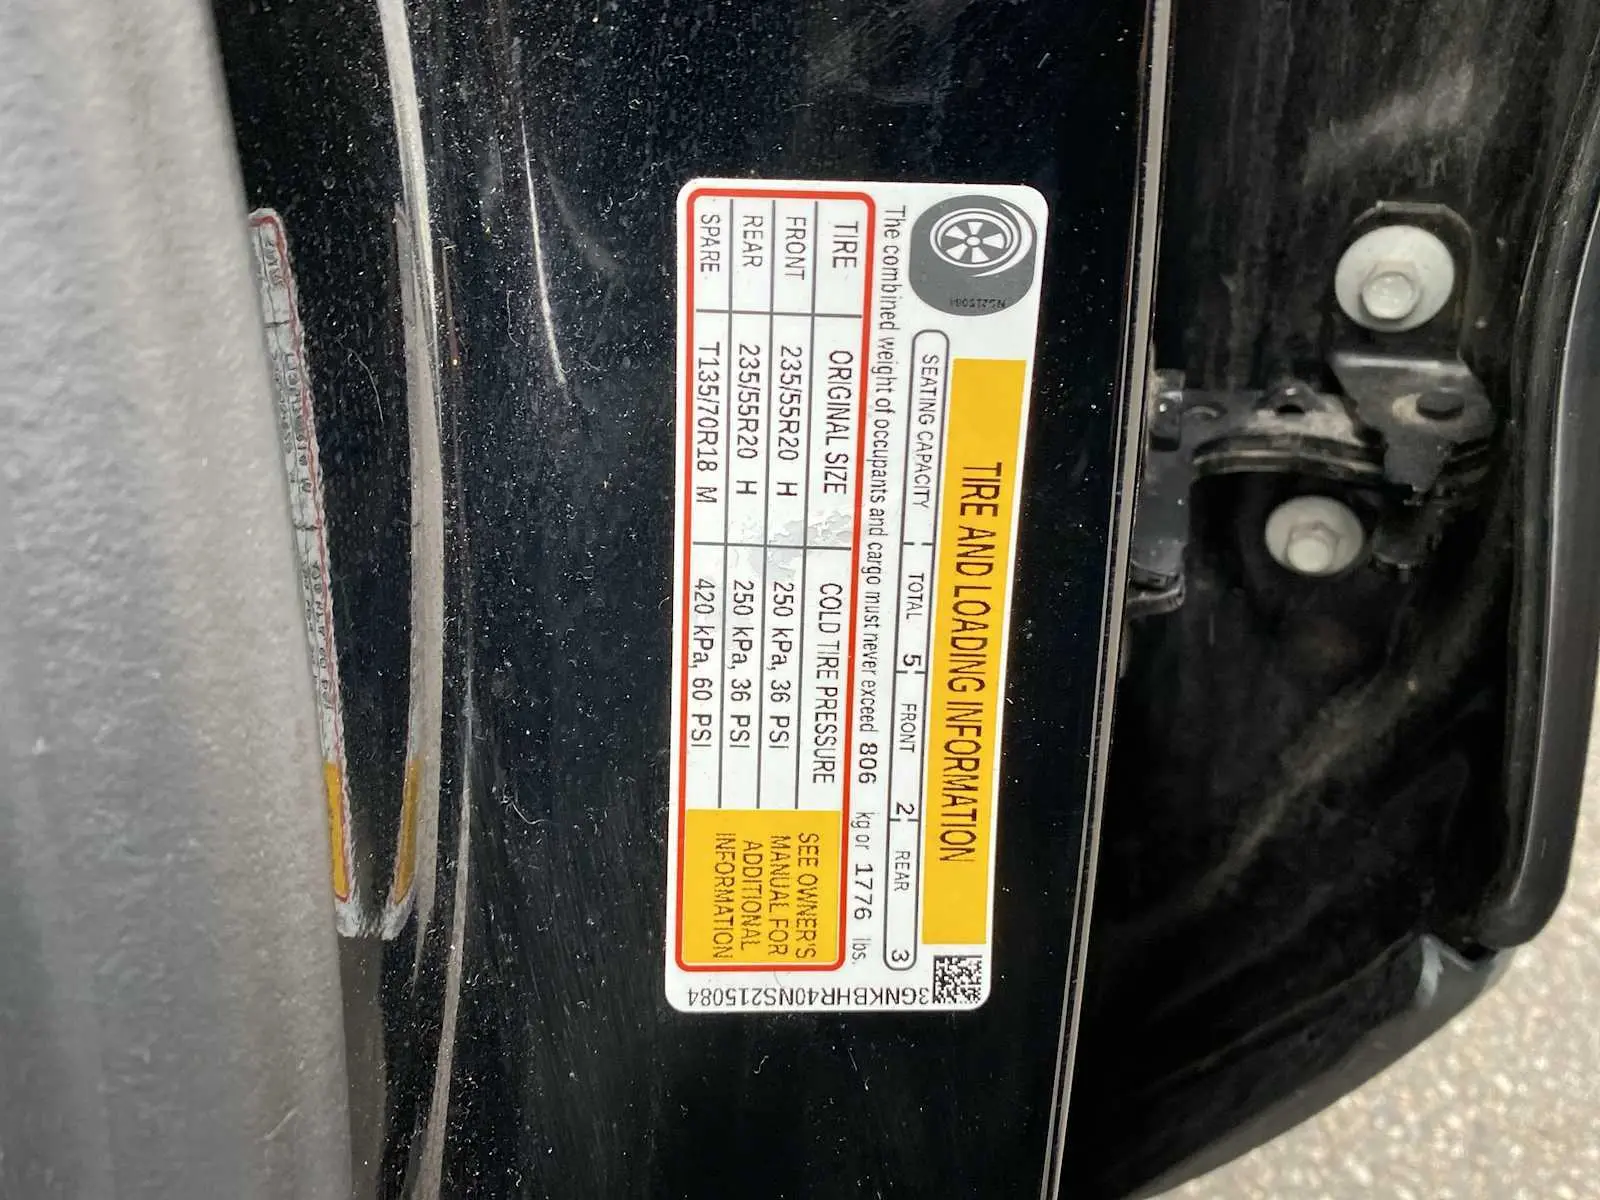 TIRE AND LOADING INFORMATION
SEATING CAPACITY TOTAL 5 FRONT 2 REAR 3
The combined weight of occupants and cargo must never exceed 806 kg or 1776 lbs.
TIRE ORIGINAL SIZE COLD TIRE PRESSURE
FRONT 235/55R20 H 250 kPa, 36 PSI
REAR 235/55R20 H 250 kPa, 36 PSI
SPARE T135/70R18 M 420 kPa, 60 PSI
SEE OWNER'S
MANUAL FOR
ADDITIONAL
INFORMATION
NS215084
3GNKBHR40NS215084